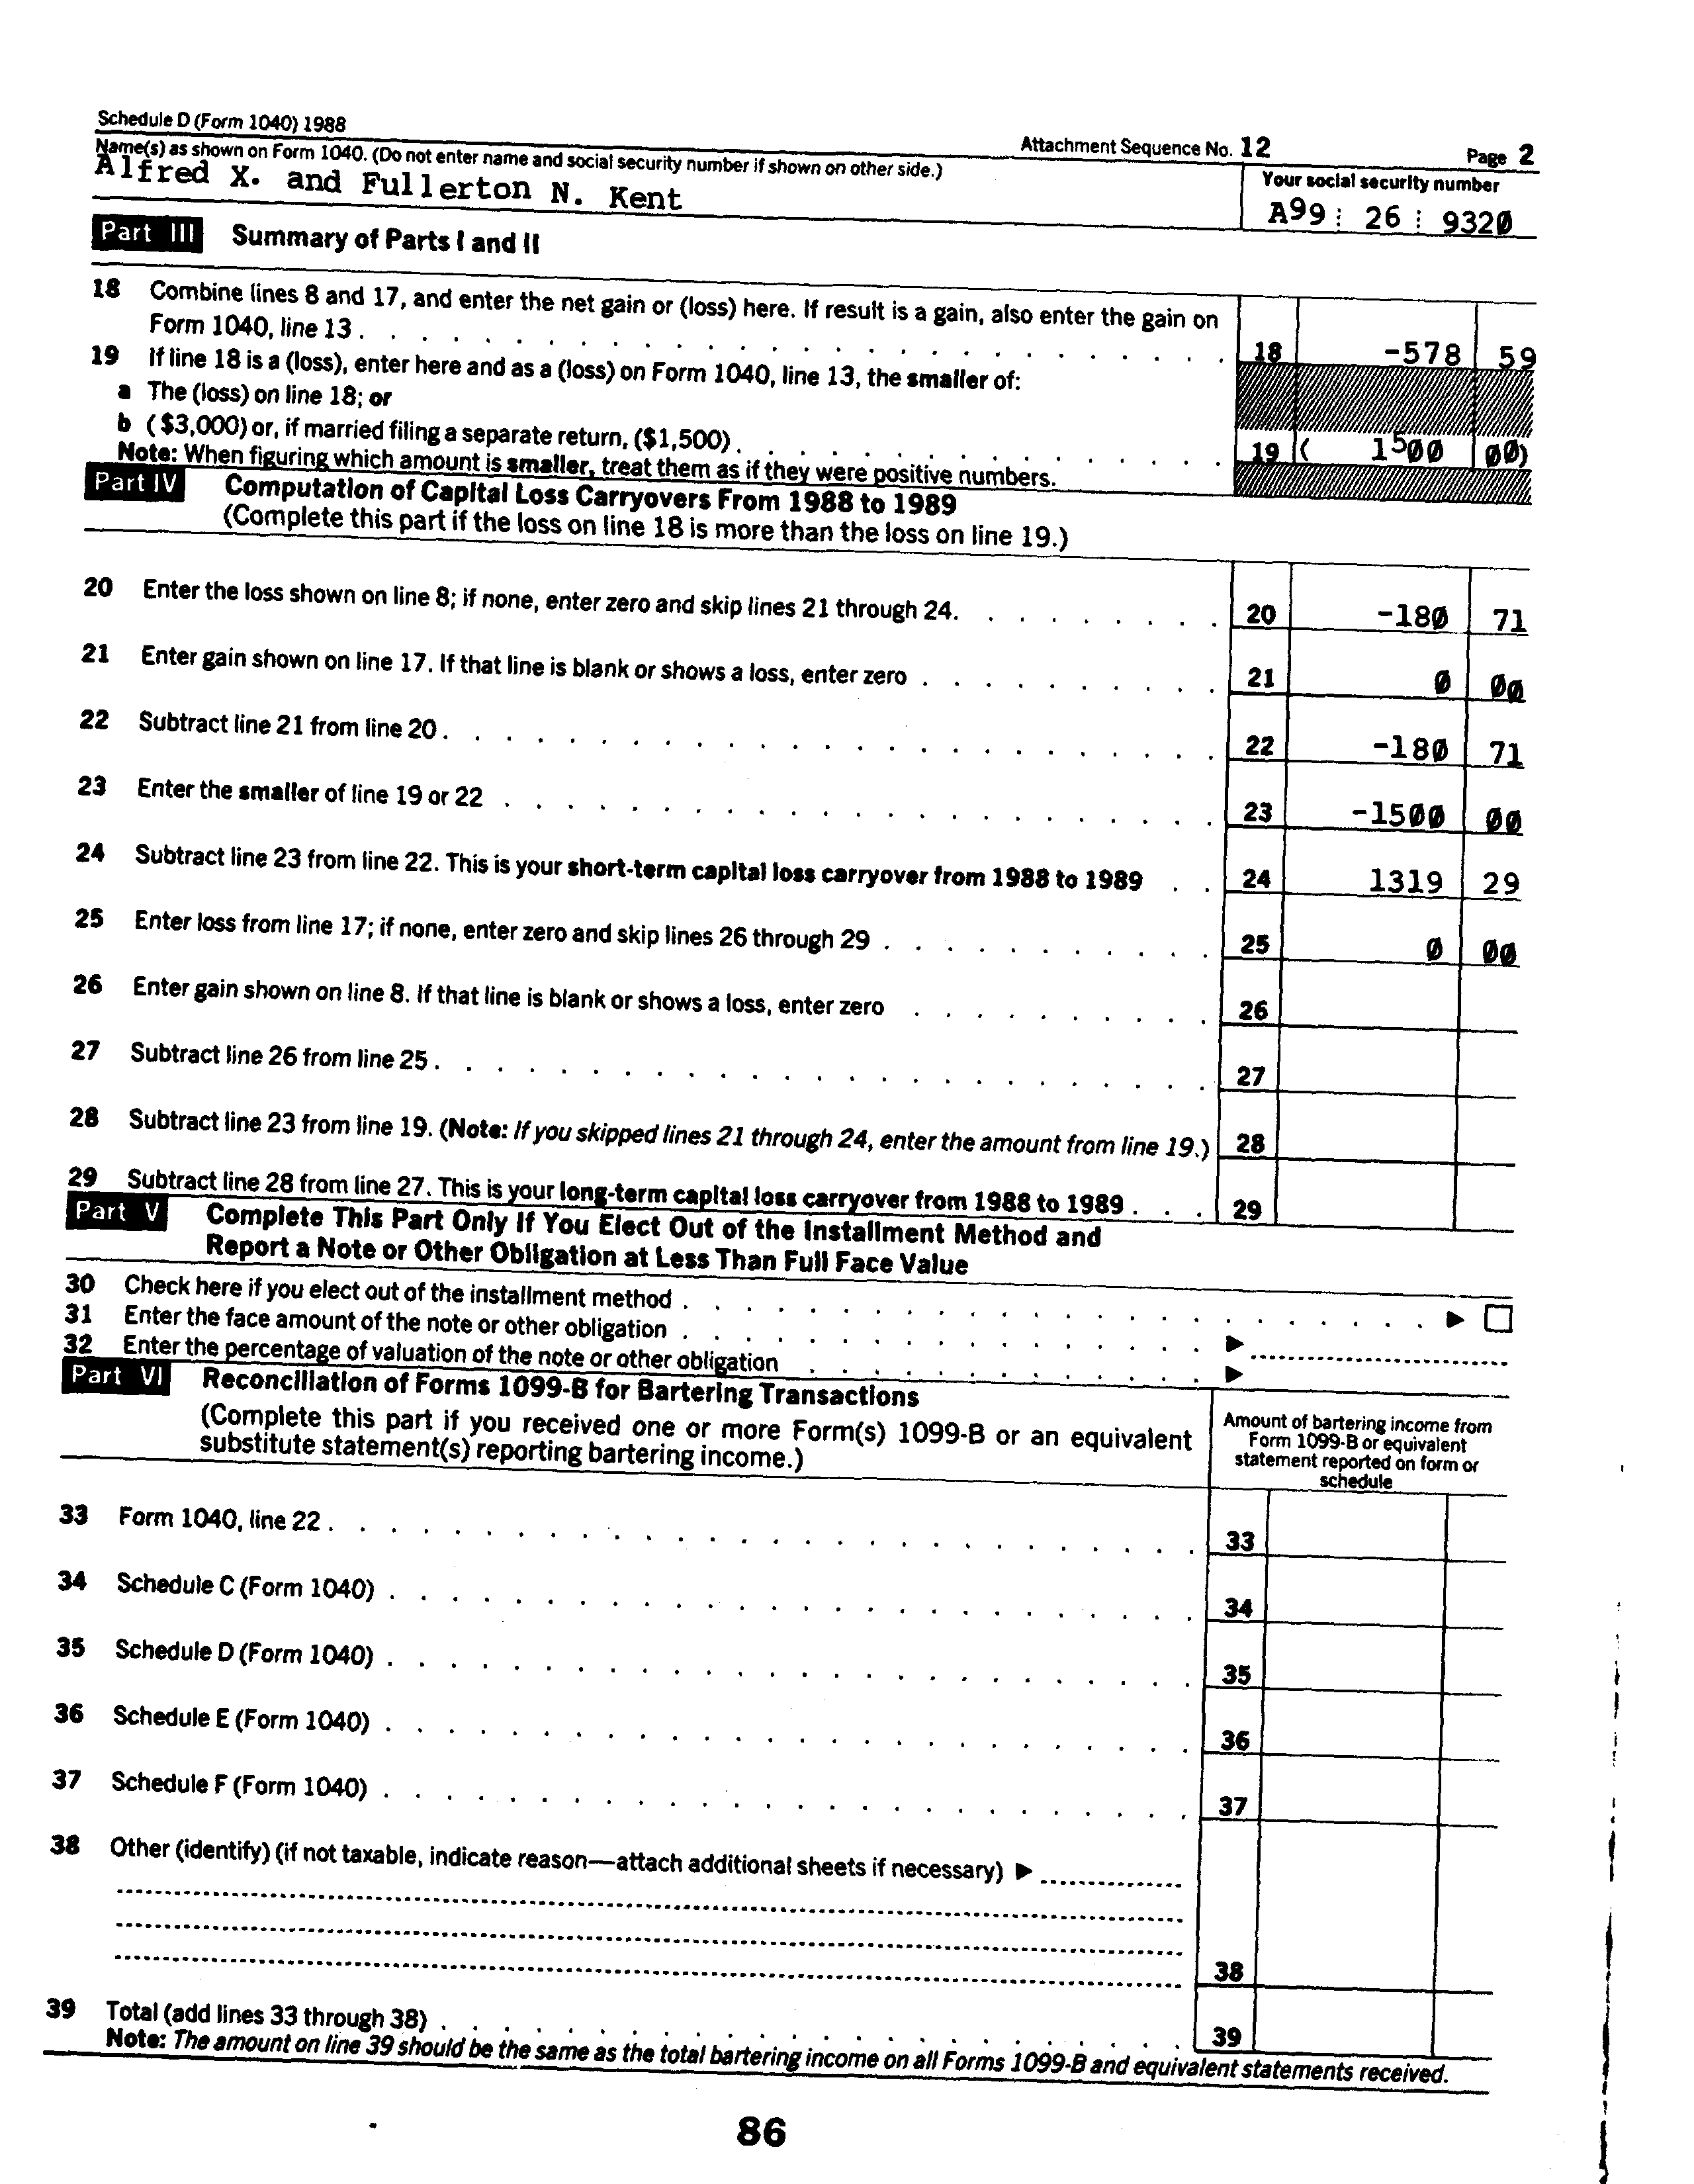 Schedule D (Form 1040) 1988
Attachment Sequence No. 12
Page 2
Name(s) as shown on Form 1040. (Do not enter name and social security number if shown on other side.)
Your social security number
Alfred X. and Fullerton N. Kent
A99 26 9320
Part III Summary of Parts I and II
18 Combine lines 8 and 17, and enter the net gain or (loss) here. If result is a gain, also enter the gain on
Form 1040, line 13 . . . 18 -578 59
19 If line 18 is a (loss), enter here and as a (loss) on Form 1040, line 13, the smaller of:
a The (loss) on line 18; or
b ($3,000) or, if married filing a separate return, ($1,500) . . . 19 ( 1500 00)
Note: When figuring which amount is smaller, treat them as if they were positive numbers.
Part IV Computation of Capital Loss Carryovers From 1988 to 1989
(Complete this part if the loss on line 18 is more than the loss on line 19.)
20 Enter the loss shown on line 8; if none, enter zero and skip lines 21 through 24. . . . 20 -180 71
21 Enter gain shown on line 17. If that line is blank or shows a loss, enter zero . . . 21 0 00
22 Subtract line 21 from line 20 . . . 22 -180 71
23 Enter the smaller of line 19 or 22 . . . 23 -1500 00
24 Subtract line 23 from line 22. This is your short-term capital loss carryover from 1988 to 1989 . . 24 1319 29
25 Enter loss from line 17; if none, enter zero and skip lines 26 through 29 . . . 25 0 00
26 Enter gain shown on line 8. If that line is blank or shows a loss, enter zero . . . 26
27 Subtract line 26 from line 25 . . . 27
28 Subtract line 23 from line 19. (Note: If you skipped lines 21 through 24, enter the amount from line 19.) 28
29 Subtract line 28 from line 27. This is your long-term capital loss carryover from 1988 to 1989 . . . 29
Part V Complete This Part Only If You Elect Out of the Installment Method and
Report a Note or Other Obligation at Less Than Full Face Value
30 Check here if you elect out of the installment method . . . ▶ □
31 Enter the face amount of the note or other obligation . . . ▶
32 Enter the percentage of valuation of the note or other obligation . . . ▶
Part VI Reconciliation of Forms 1099-B for Bartering Transactions
(Complete this part if you received one or more Form(s) 1099-B or an equivalent
substitute statement(s) reporting bartering income.)
Amount of bartering income from
Form 1099-B or equivalent
statement reported on form or
schedule
33 Form 1040, line 22 . . . 33
34 Schedule C (Form 1040) . . . 34
35 Schedule D (Form 1040) . . . 35
36 Schedule E (Form 1040) . . . 36
37 Schedule F (Form 1040) . . . 37
38 Other (identify) (if not taxable, indicate reason—attach additional sheets if necessary) ▶
38
39 Total (add lines 33 through 38) . . . 39
Note: The amount on line 39 should be the same as the total bartering income on all Forms 1099-B and equivalent statements received.
86